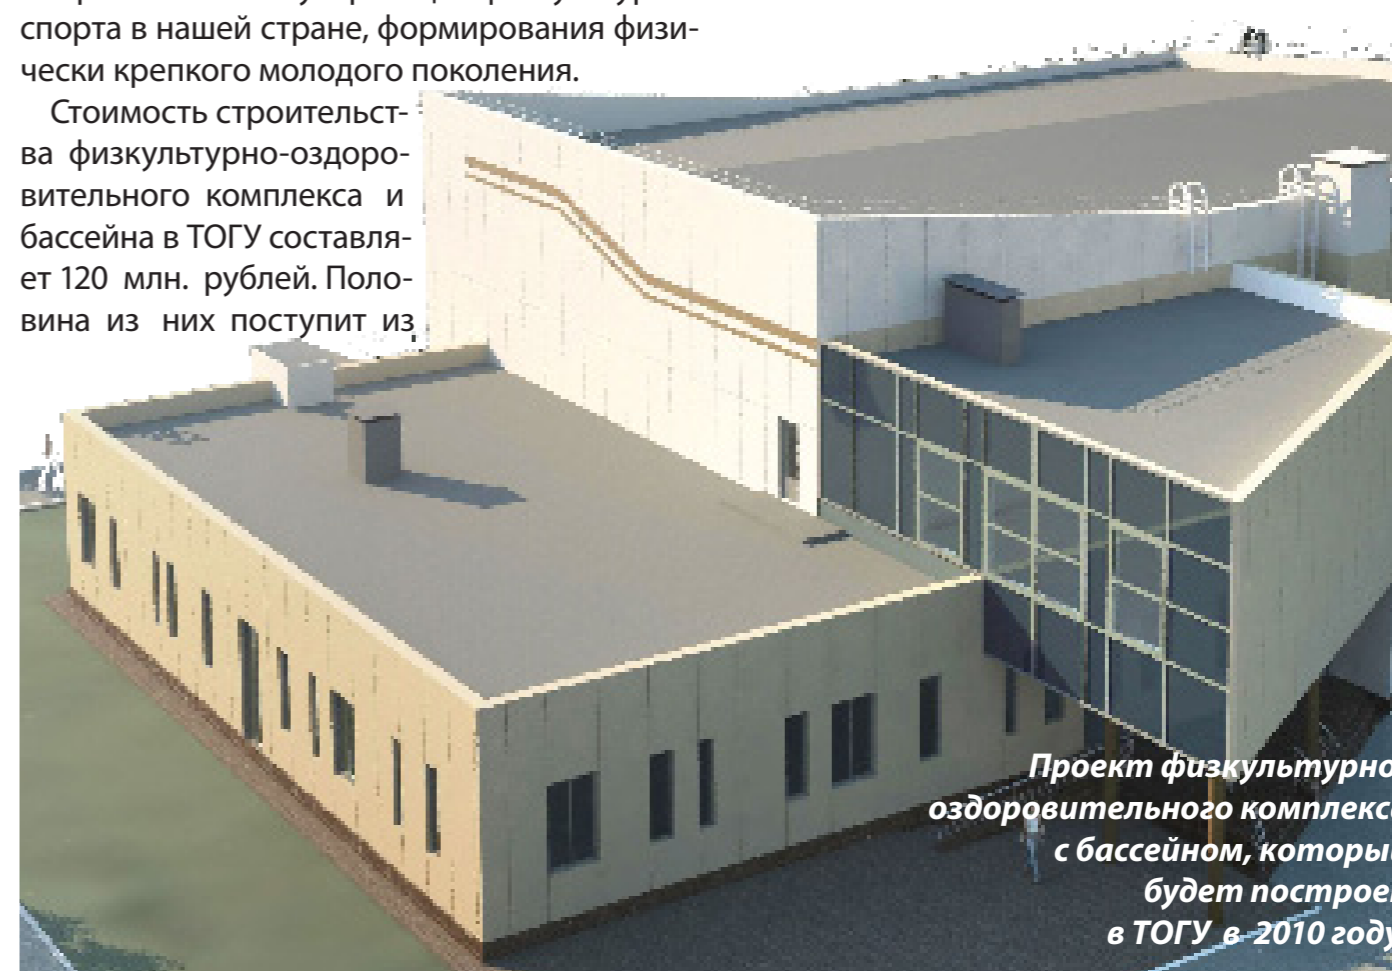 спорта в нашей стране, формирования физи-
чески крепкого молодого поколения.
Стоимость строительст-
ва физкультурно-оздоро-
вительного комплекса и
бассейна в ТОГУ составля-
ет 120 млн. рублей. Поло-
вина из них поступит из
Проект физкультурно
оздоровительного комплекс
с бассейном, которы
будет построе
в ТОГУ в 2010 году